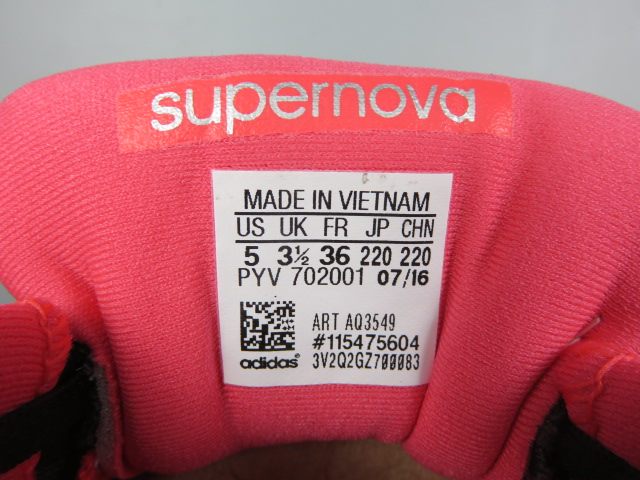 supernova
MADE IN VIETNAM
US UK FR JP CHN
5 3½ 36 220 220
PYV 702001 07/16
ART AQ3549
#115475604
adidas® 3V2Q2GZ700083